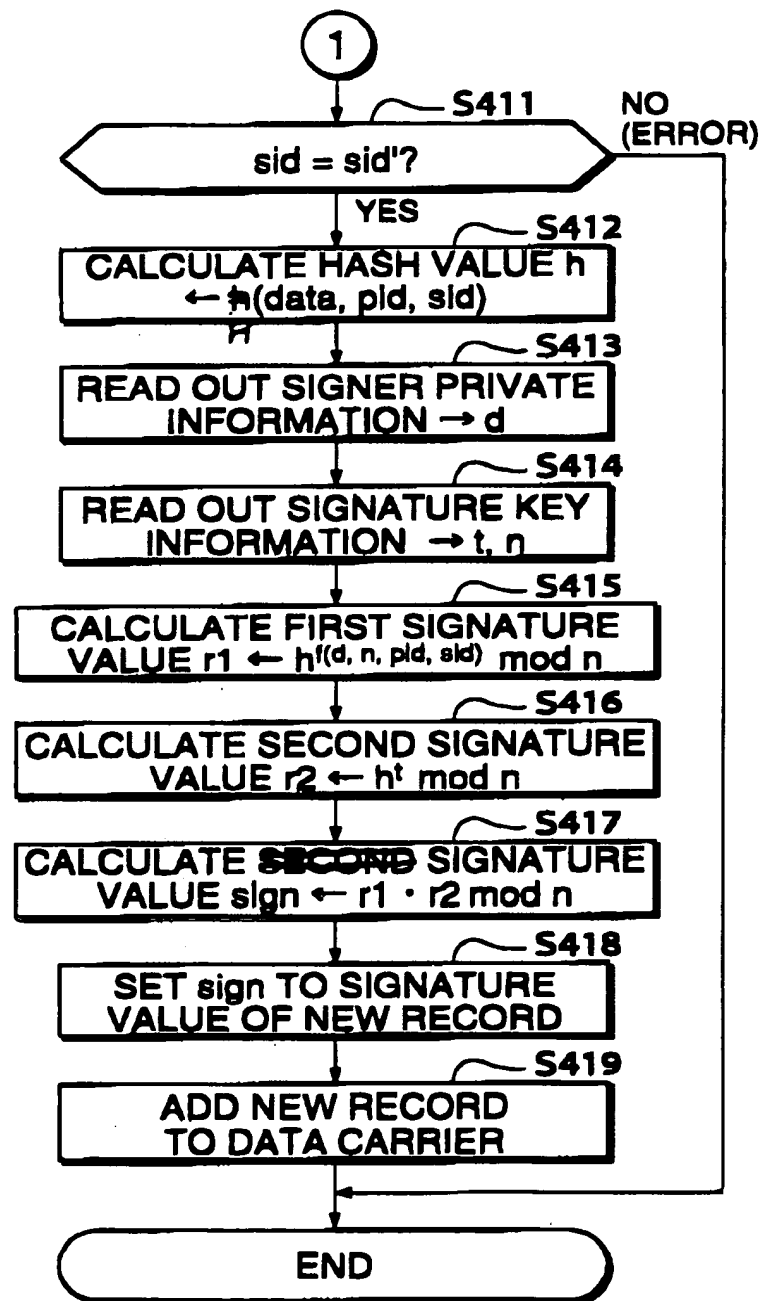 1
S411
NO
(ERROR)
sid = sid'?
YES
S412
CALCULATE HASH VALUE h
← h(data, pid, sid)
H
S413
READ OUT SIGNER PRIVATE
INFORMATION → d
S414
READ OUT SIGNATURE KEY
INFORMATION → t, n
S415
CALCULATE FIRST SIGNATURE
VALUE r1 ← h^f(d, n, pid, sid) mod n
S416
CALCULATE SECOND SIGNATURE
VALUE r2 ← h^t mod n
S417
CALCULATE SECOND SIGNATURE
VALUE sign ← r1 · r2 mod n
S418
SET sign TO SIGNATURE
VALUE OF NEW RECORD
S419
ADD NEW RECORD
TO DATA CARRIER
END